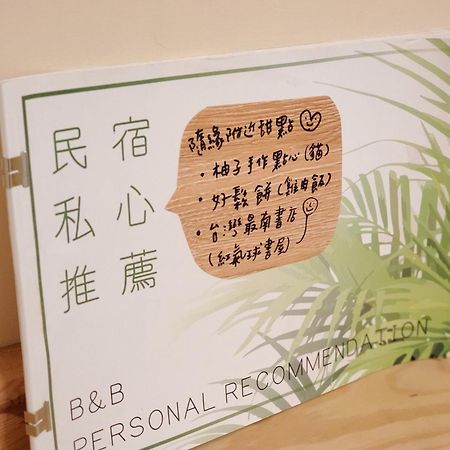 民宿
私心
推薦
隨緣附近甜點
・柚子手作點心(貓)
・好鬆餅(雞肉飯)
・台灣最南書店
(紅氣球書屋)
B&B
PERSONAL RECOMMENDATION